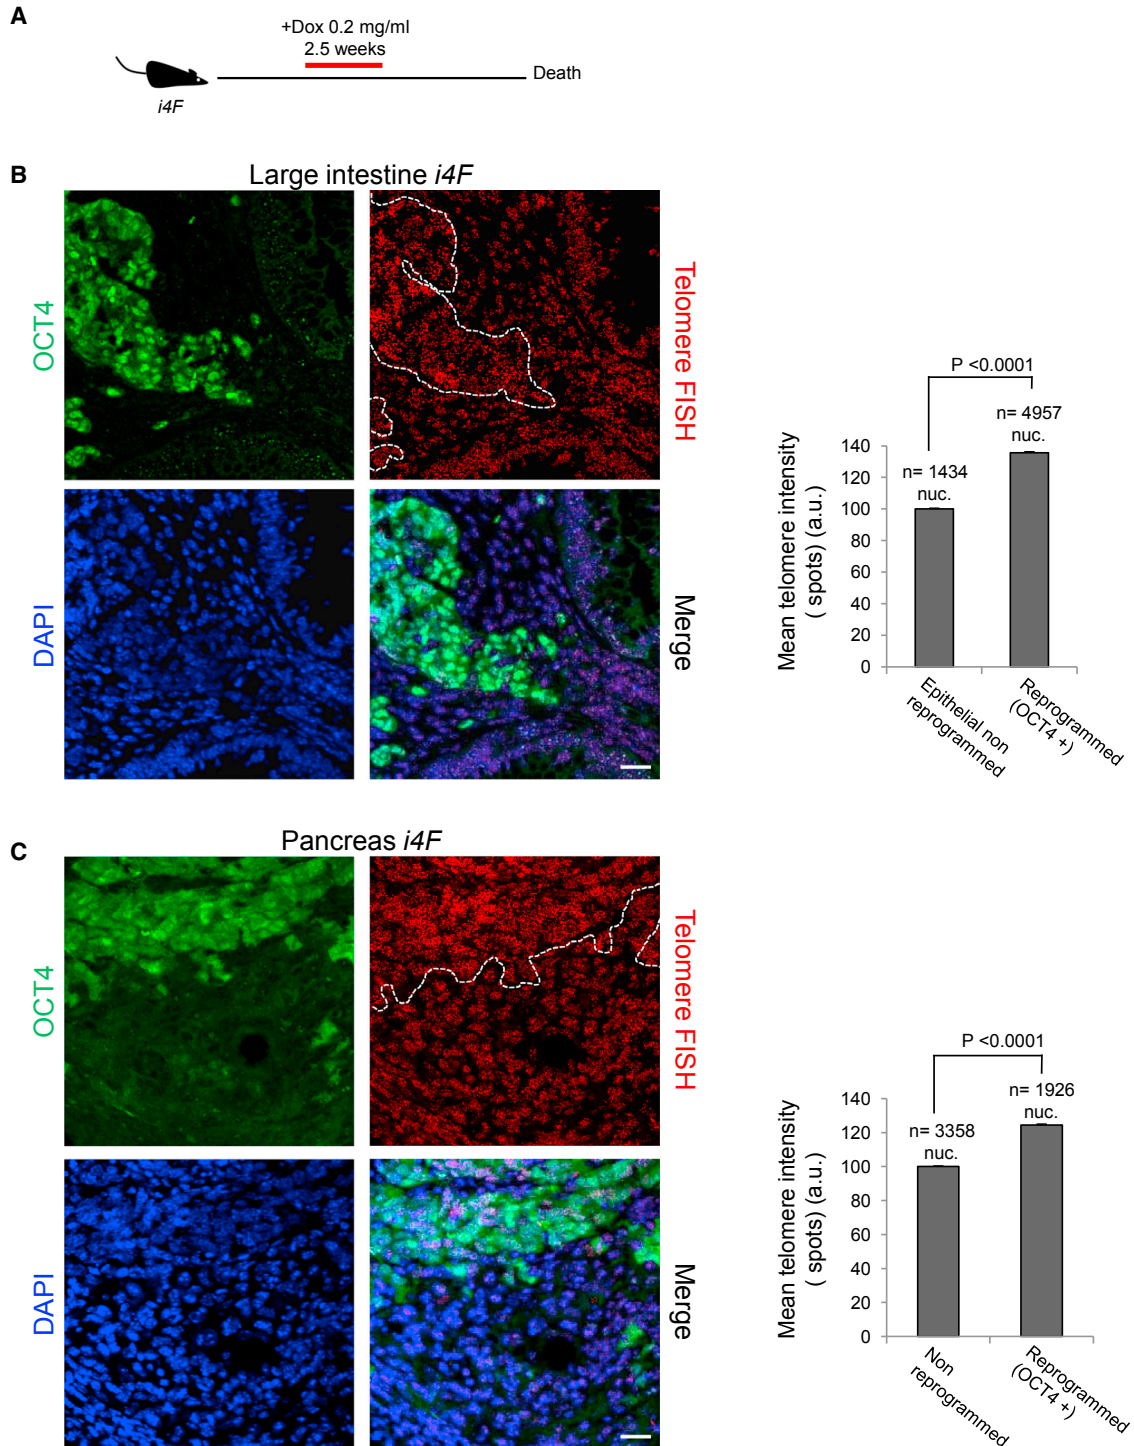 A
+Dox 0.2 mg/ml
2.5 weeks
Death
i4F
B
Large intestine i4F
OCT4
Telomere FISH
DAPI
Merge
P <0.0001
n= 4957
nuc.
n= 1434
nuc.
Mean telomere intensity
( spots) (a.u.)
140
120
100
80
60
40
20
0
Epithelial non
reprogrammed
Reprogrammed
(OCT4 +)
C
Pancreas i4F
OCT4
Telomere FISH
DAPI
Merge
P <0.0001
n= 1926
nuc.
n= 3358
nuc.
Mean telomere intensity
( spots) (a.u.)
140
120
100
80
60
40
20
0
Non
reprogrammed
Reprogrammed
(OCT4 +)